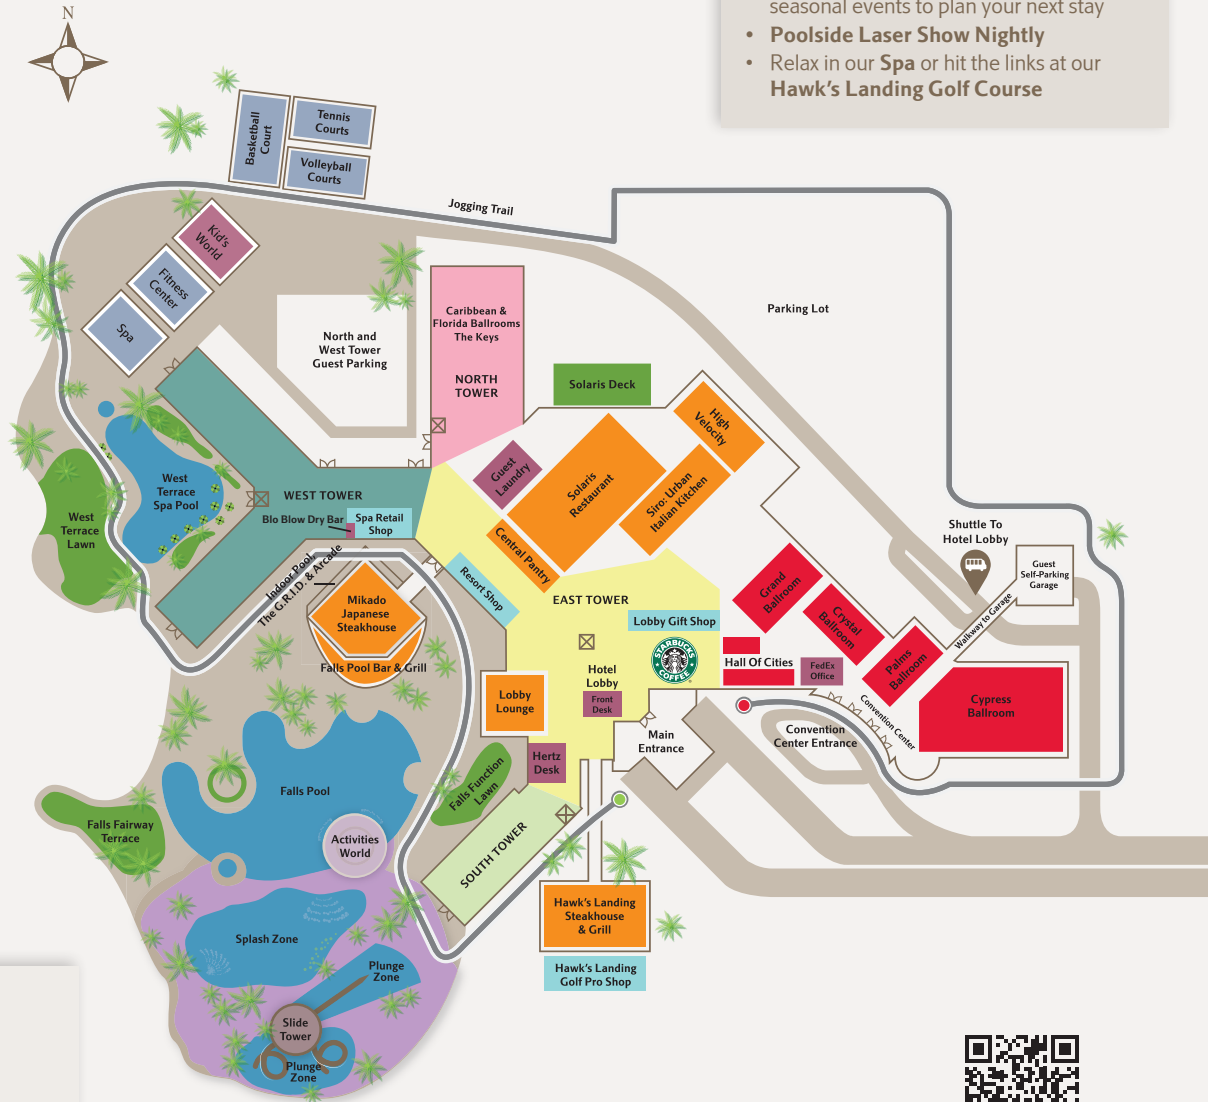 seasonal events to plan your next stay
• Poolside Laser Show Nightly
• Relax in our Spa or hit the links at our
Hawk's Landing Golf Course
N
Basketball
Court
Tennis
Courts
Volleyball
Courts
Jogging Trail
Kid's
World
Fitness
Center
Spa
North and
West Tower
Guest Parking
Caribbean &
Florida Ballrooms
The Keys
NORTH
TOWER
Parking Lot
Solaris Deck
High
Velocity
Guest
Laundry
Solaris
Restaurant
Siro: Urban
Italian Kitchen
Central Pantry
West
Terrace
Spa Pool
West
Terrace
Lawn
WEST TOWER
Blo Blow Dry Bar
Spa Retail
Shop
Indoor Pool,
The G.R.I.D. & Arcade
Mikado
Japanese
Steakhouse
Falls Pool Bar & Grill
Resort Shop
EAST TOWER
Lobby Gift Shop
STARBUCKS
COFFEE
Hotel
Lobby
Front
Desk
Lobby
Lounge
Hertz
Desk
Main
Entrance
Grand
Ballroom
Crystal
Ballroom
Palms
Ballroom
Hall Of Cities
FedEx
Office
Shuttle To
Hotel Lobby
Guest
Self-Parking
Garage
Walkway to Garage
Cypress
Ballroom
Convention Center
Convention
Center Entrance
Falls Pool
Falls Function
Lawn
Falls Fairway
Terrace
Activities
World
SOUTH TOWER
Hawk's Landing
Steakhouse
& Grill
Hawk's Landing
Golf Pro Shop
Splash Zone
Plunge
Zone
Slide
Tower
Plunge
Zone